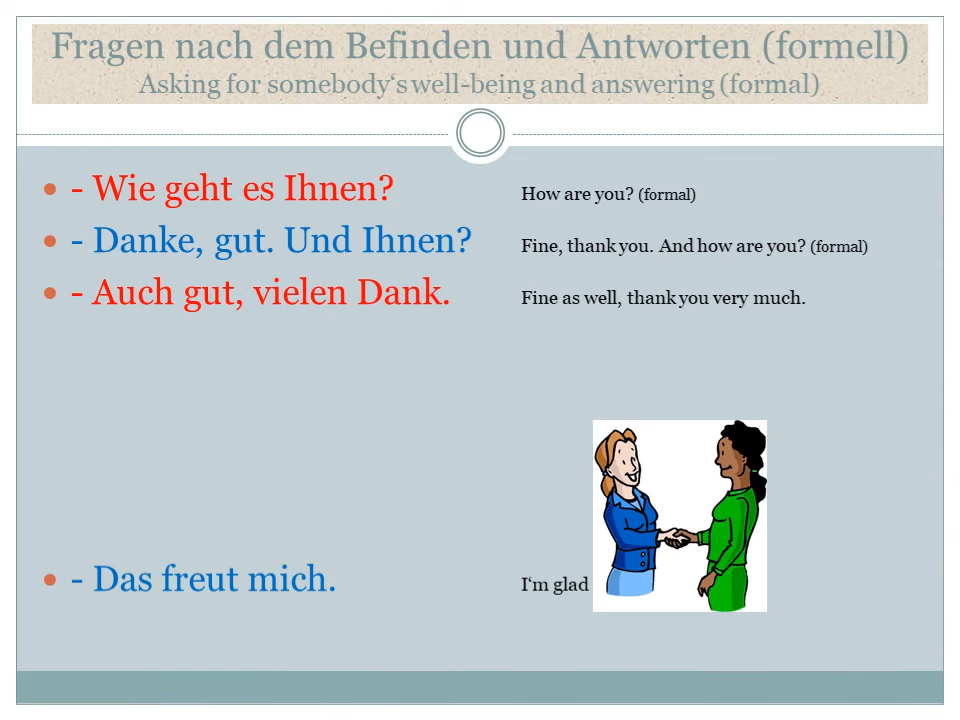 Fragen nach dem Befinden und Antworten (formell)
Asking for somebody‘s well-being and answering (formal)
- Wie geht es Ihnen? How are you? (formal)
- Danke, gut. Und Ihnen? Fine, thank you. And how are you? (formal)
- Auch gut, vielen Dank. Fine as well, thank you very much.
- Das freut mich. I‘m glad